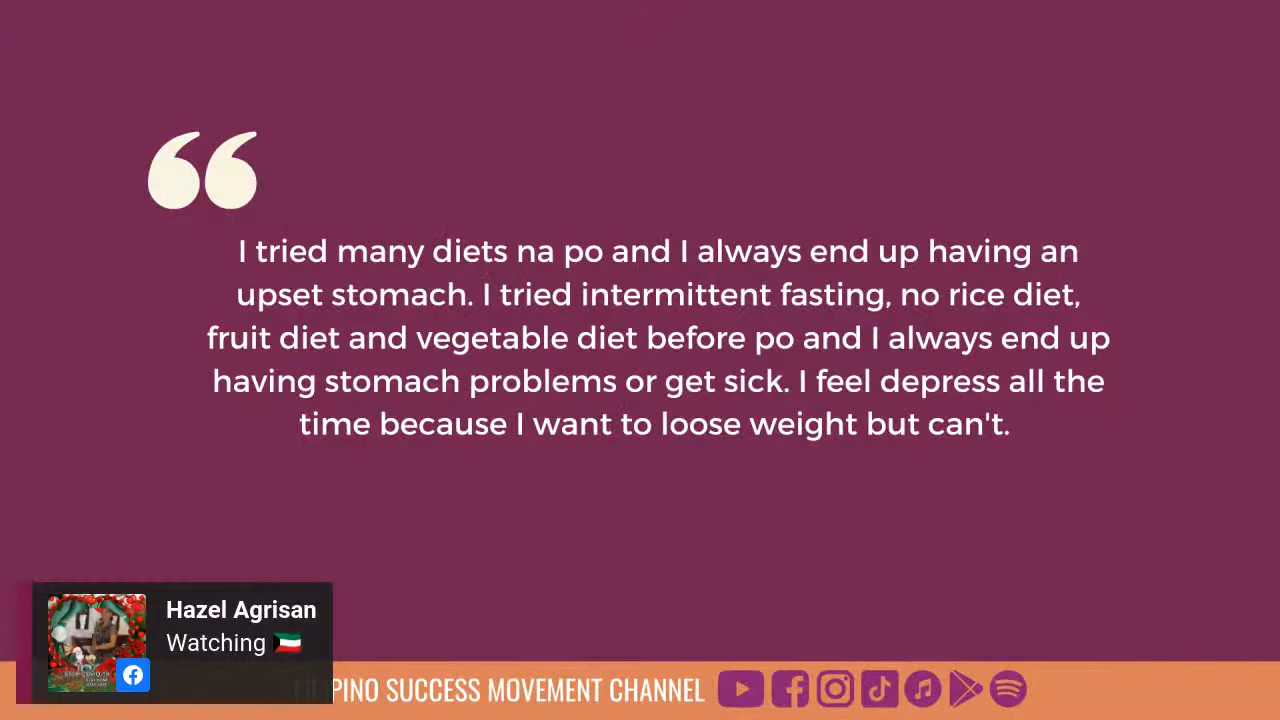 I tried many diets na po and I always end up having an
upset stomach. I tried intermittent fasting, no rice diet,
fruit diet and vegetable diet before po and I always end up
having stomach problems or get sick. I feel depress all the
time because I want to loose weight but can't.
Hazel Agrisan
Watching
FILIPINO SUCCESS MOVEMENT CHANNEL